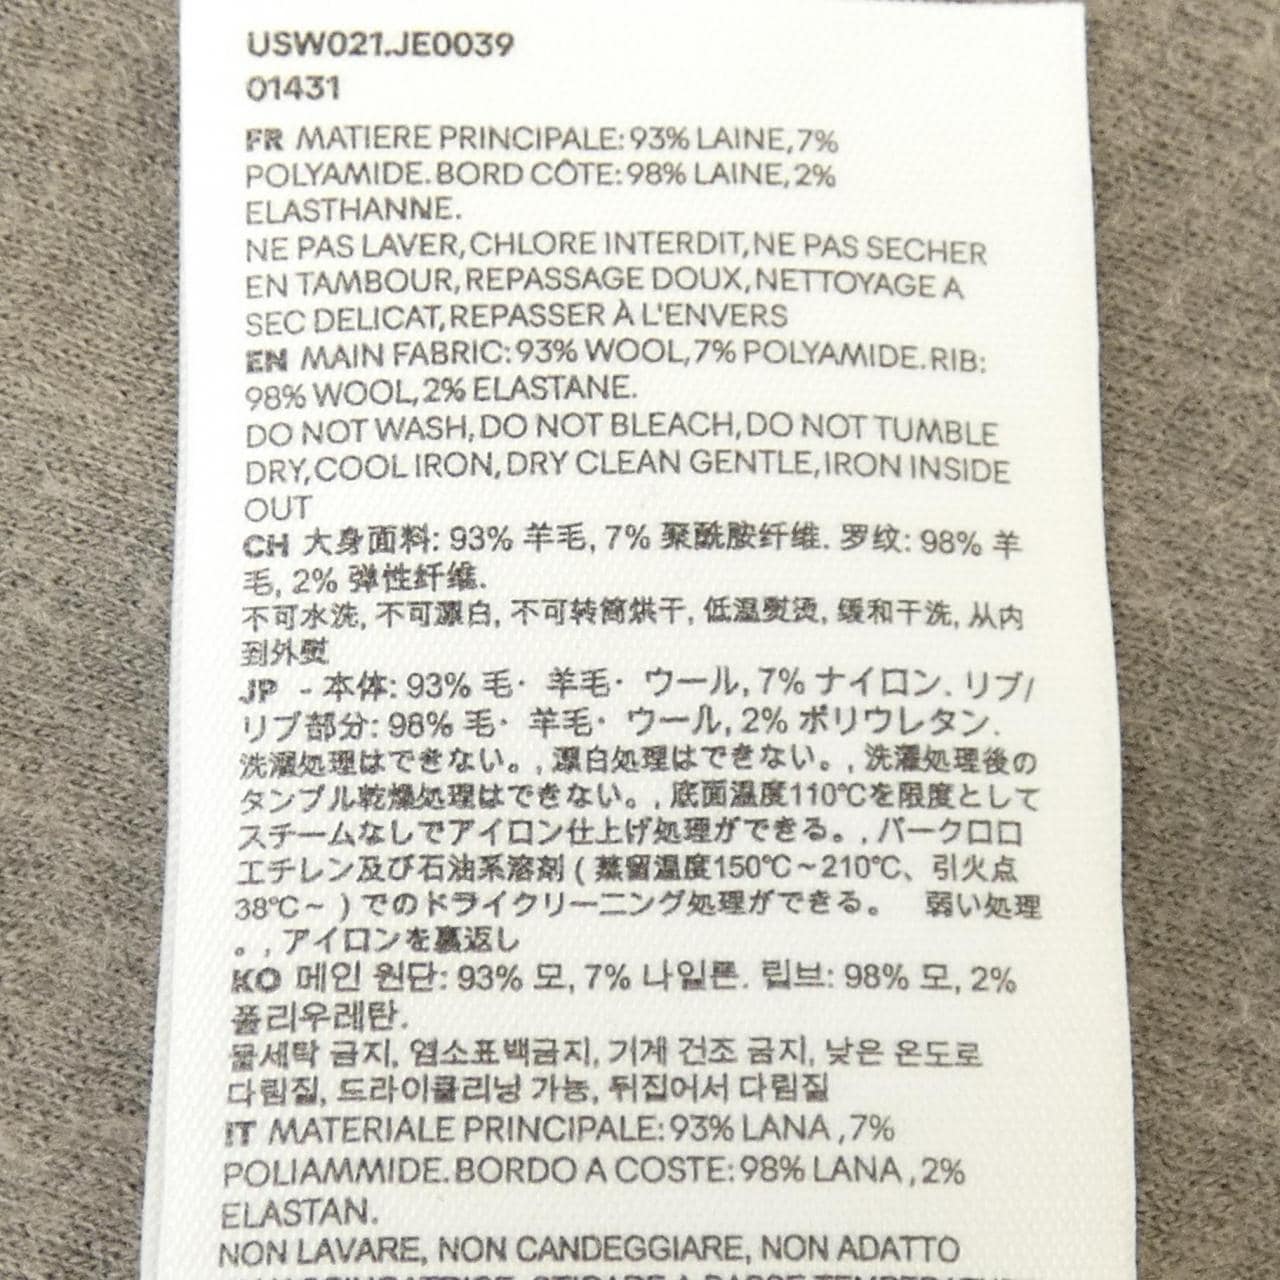 USW021.JE0039
01431
FR MATIERE PRINCIPALE: 93% LAINE, 7%
POLYAMIDE. BORD CÔTE: 98% LAINE, 2%
ELASTHANNE.
NE PAS LAVER, CHLORE INTERDIT, NE PAS SECHER
EN TAMBOUR, REPASSAGE DOUX, NETTOYAGE A
SEC DELICAT, REPASSER À L'ENVERS
EN MAIN FABRIC: 93% WOOL, 7% POLYAMIDE. RIB:
98% WOOL, 2% ELASTANE.
DO NOT WASH, DO NOT BLEACH, DO NOT TUMBLE
DRY, COOL IRON, DRY CLEAN GENTLE, IRON INSIDE
OUT
CH 大身面料: 93% 羊毛, 7% 聚酰胺纤维. 罗纹: 98% 羊
毛, 2% 弹性纤维.
不可水洗, 不可漂白, 不可转筒烘干, 低温熨烫, 缓和干洗, 从内
到外熨
JP - 本体: 93% 毛· 羊毛· ウール, 7% ナイロン. リブ/
リブ部分: 98% 毛· 羊毛· ウール, 2% ポリウレタン.
洗濯処理はできない。, 漂白処理はできない。, 洗濯処理後の
タンブル乾燥処理はできない。, 底面温度110℃を限度として
スチームなしでアイロン仕上げ処理ができる。, パークロロ
エチレン及び石油系溶剤 ( 蒸留温度150℃~210℃、引火点
38℃~ ) でのドライクリーニング処理ができる。 弱い処理
。, アイロンを裏返し
KO 메인 원단: 93% 모, 7% 나일론. 립브: 98% 모, 2%
폴리우레탄.
물세탁 금지, 염소표백금지, 기계 건조 금지, 낮은 온도로
다림질, 드라이클리닝 가능, 뒤집어서 다림질
IT MATERIALE PRINCIPALE: 93% LANA , 7%
POLIAMMIDE. BORDO A COSTE: 98% LANA , 2%
ELASTAN.
NON LAVARE, NON CANDEGGIARE, NON ADATTO